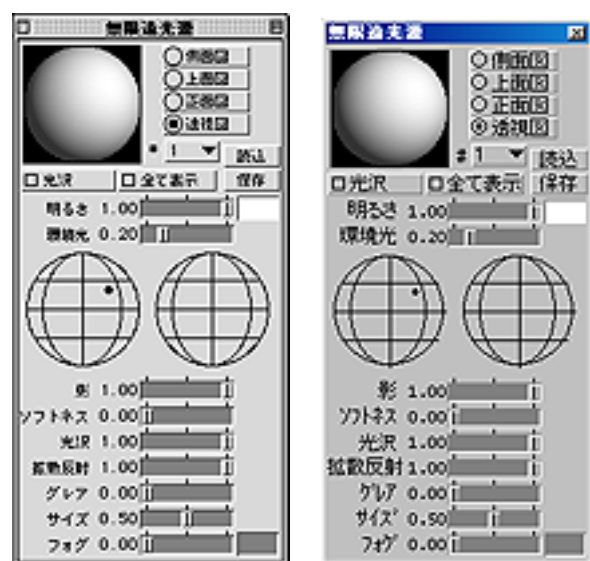 無限遠光源
側面図
上面図
正面図
透視図
# 1
読込
光沢
全て表示
保存
明るさ 1.00
環境光 0.20
影 1.00
ソフトネス 0.00
光沢 1.00
拡散反射 1.00
グレア 0.00
サイズ 0.50
フォグ 0.00
無限遠光源
側面図
上面図
正面図
透視図
# 1
読込
光沢
全て表示
保存
明るさ 1.00
環境光 0.20
影 1.00
ソフトネス 0.00
光沢 1.00
拡散反射 1.00
グレア 0.00
サイズ 0.50
フォグ 0.00